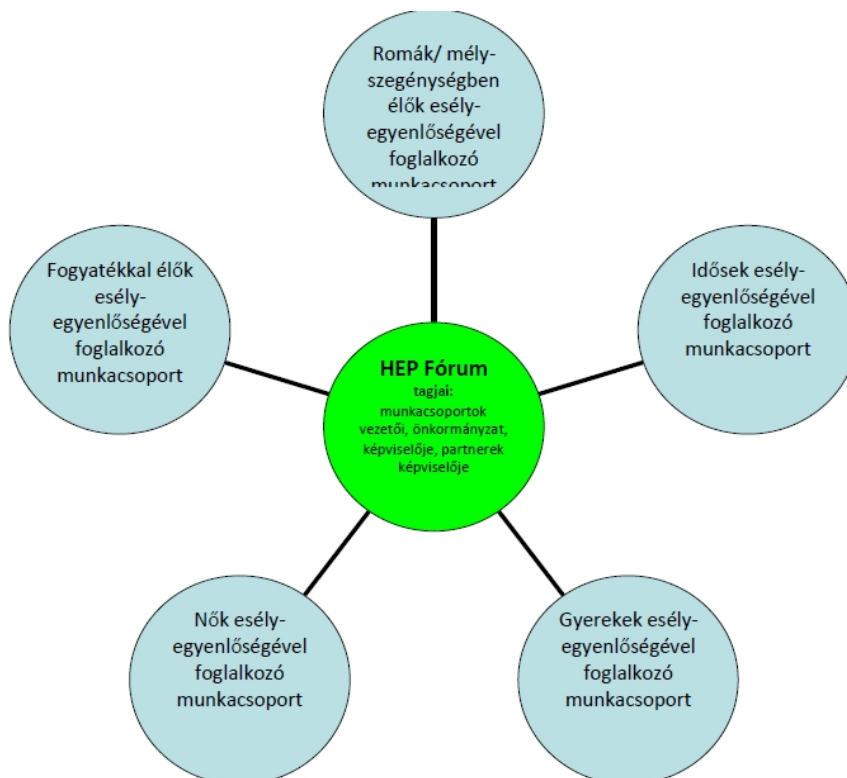 Romák/ mély-
szegénységben
élők esély-
egyenlőségével
foglalkozó
munkacsoport
Fogyatékkal élők
esély-
egyenlőségével
foglalkozó
munkacsoport
Idősek esély-
egyenlőségével
foglalkozó
munkacsoport
HEP Fórum
tagjai:
munkacsoportok
vezetői, önkormányzat,
képviselője, partnerek
képviselője
Nők esély-
egyenlőségével
foglalkozó
munkacsoport
Gyerekek esély-
egyenlőségével
foglalkozó
munkacsoport